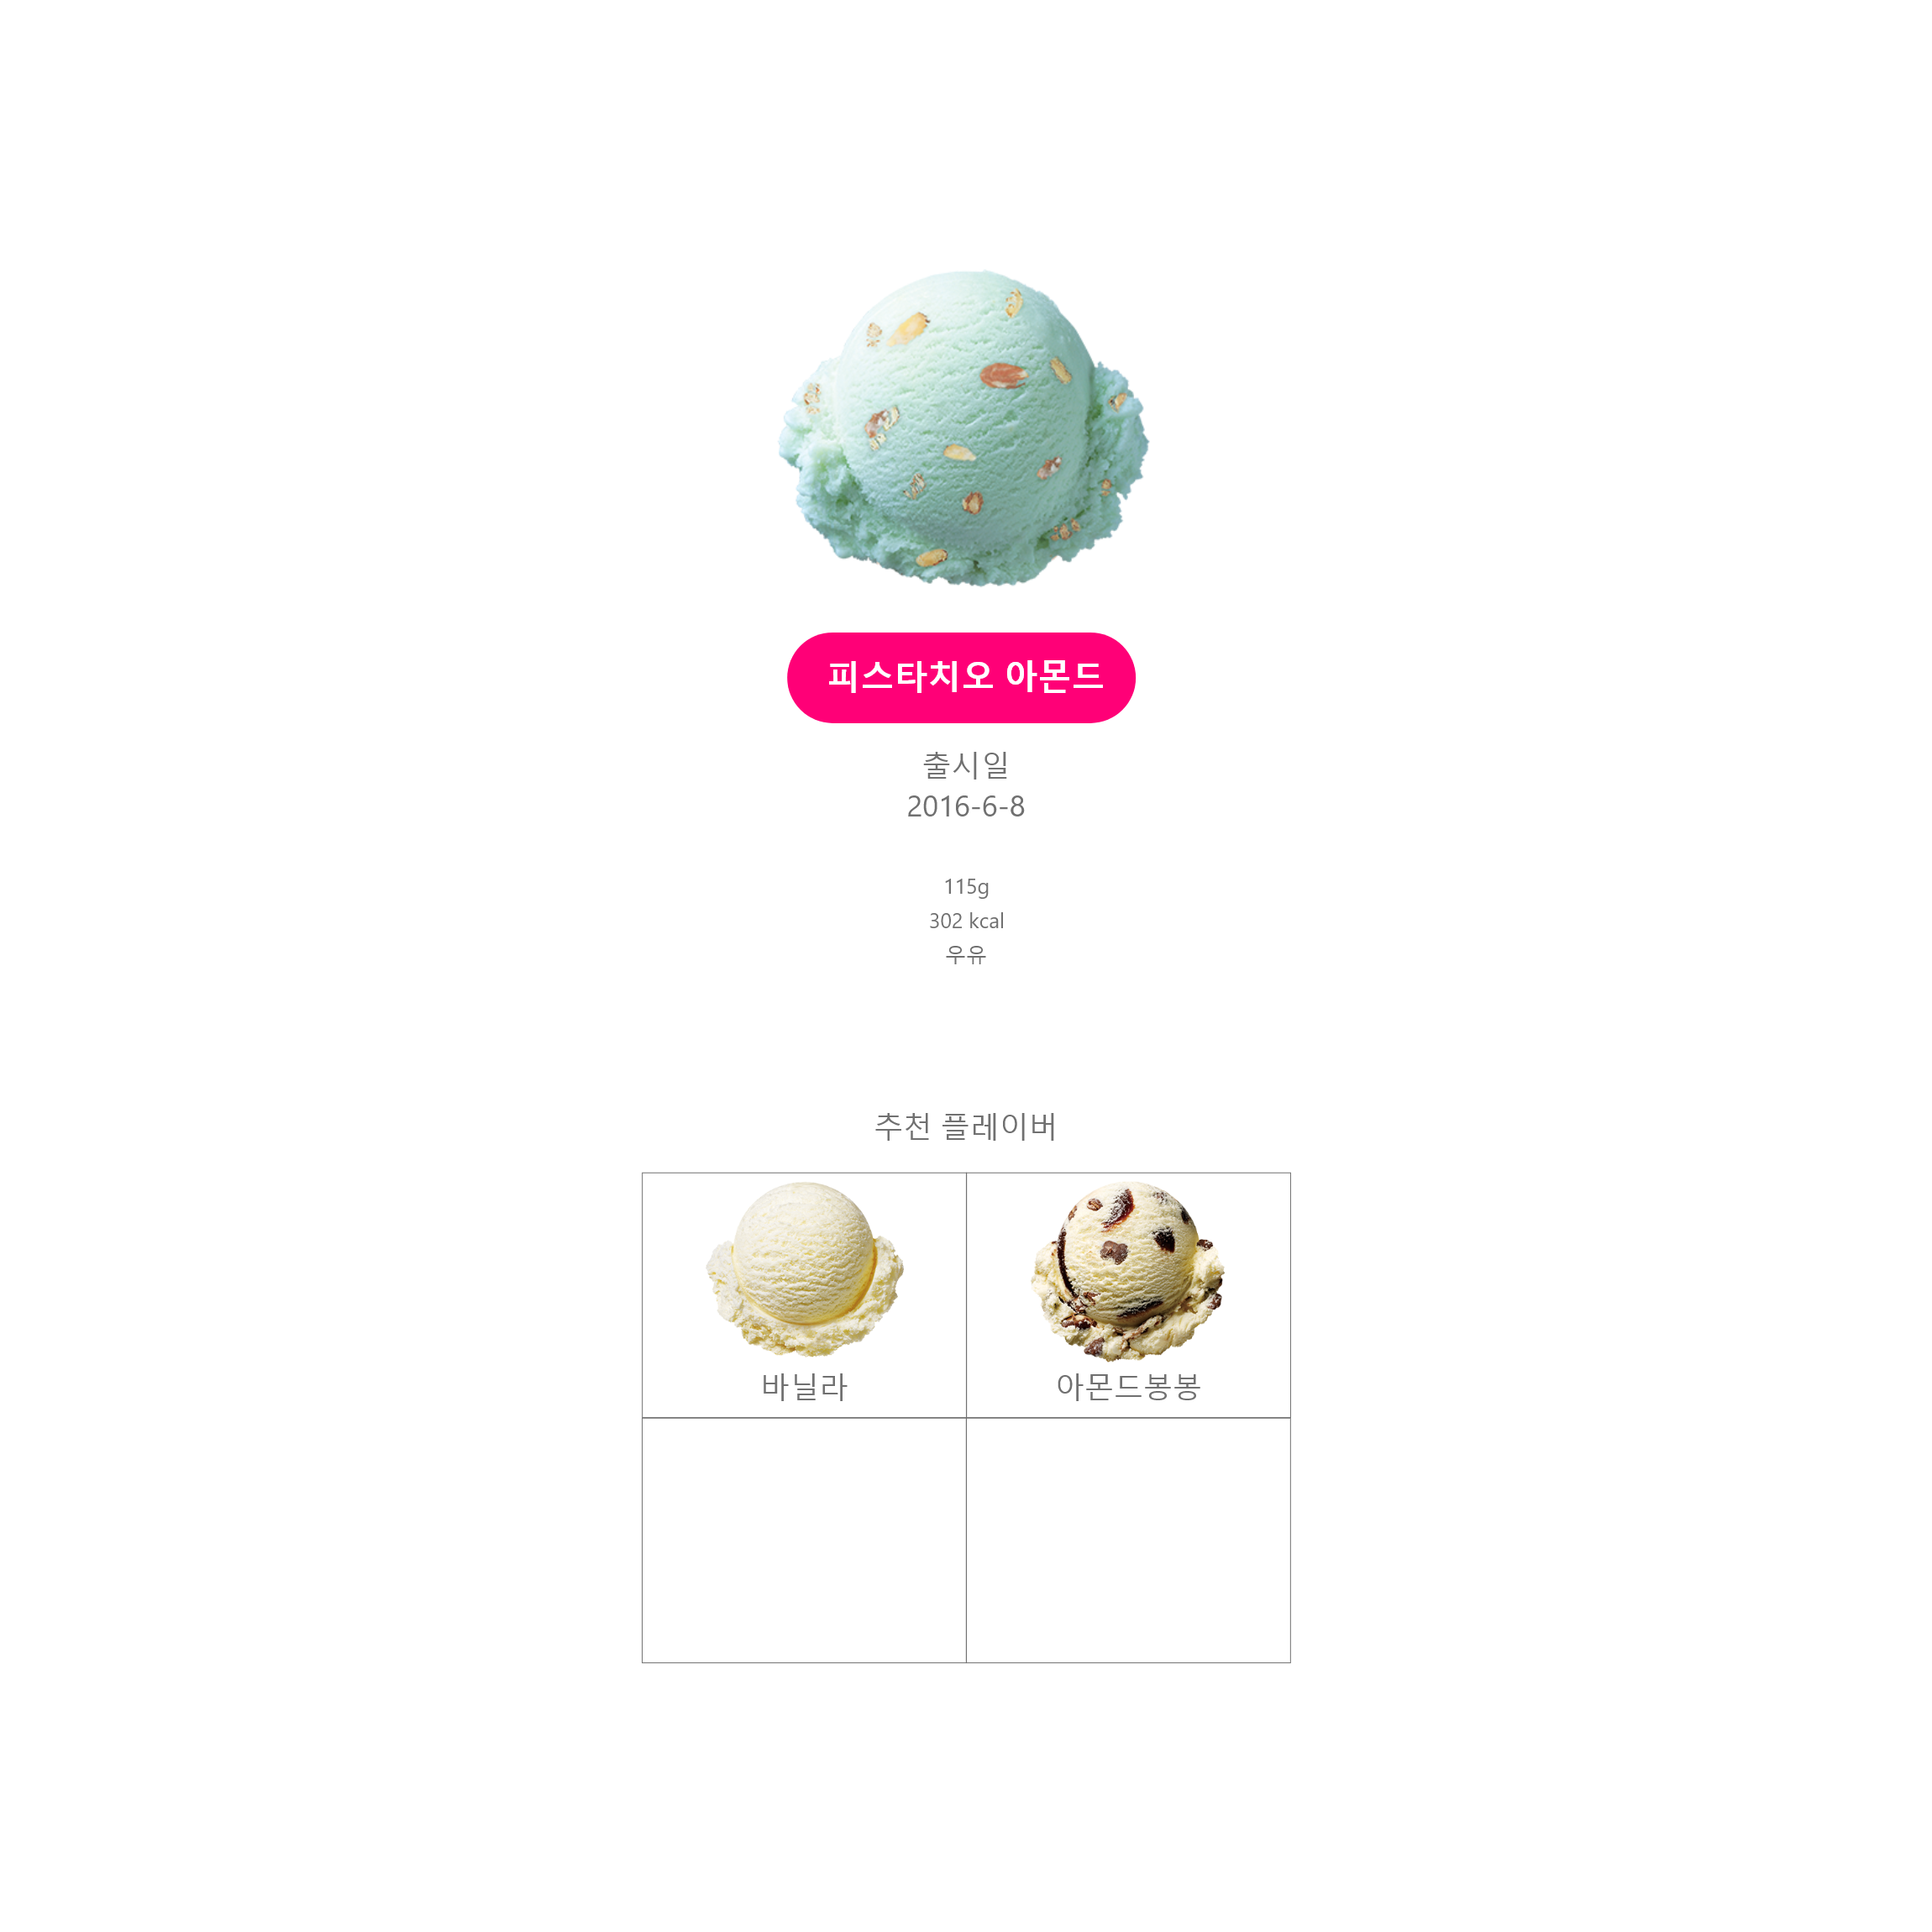 피스타치오 아몬드
출시일
2016-6-8
115g
302 kcal
우유
추천 플레이버
바닐라
아몬드봉봉